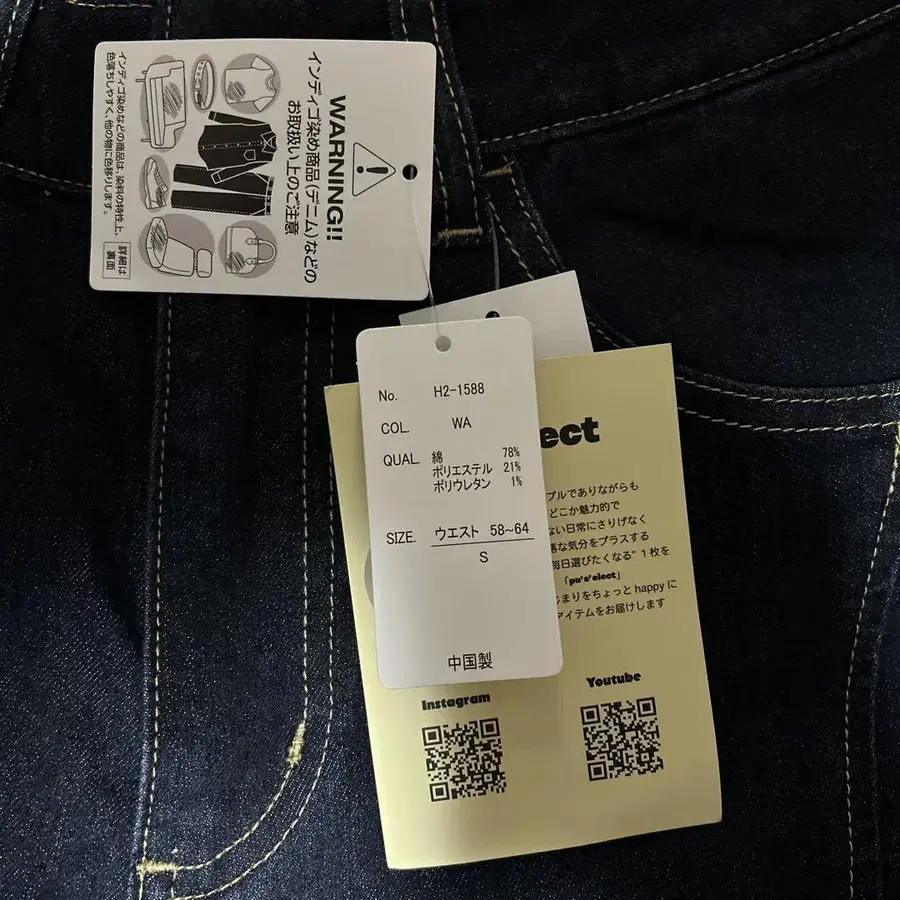 WARNING!!
インディゴ染め商品(デニム)などの
お取扱い上のご注意
インディゴ染めなどの商品は、染料の特性上、
色落ちしやすく、他の物に色移りします。
詳細は
裏面
No. H2-1588
COL. WA
QUAL. 綿 78%
ポリエステル 21%
ポリウレタン 1%
SIZE. ウエスト 58~64
S
中国製
ect
プルでありながらも
どこか魅力的で
ない日常にさりげなく
な気分をプラスする
毎日選びたくなる"1枚を
「pu's'elect」
じまりをちょっと happy に
アイテムをお届けします
Instagram
Youtube